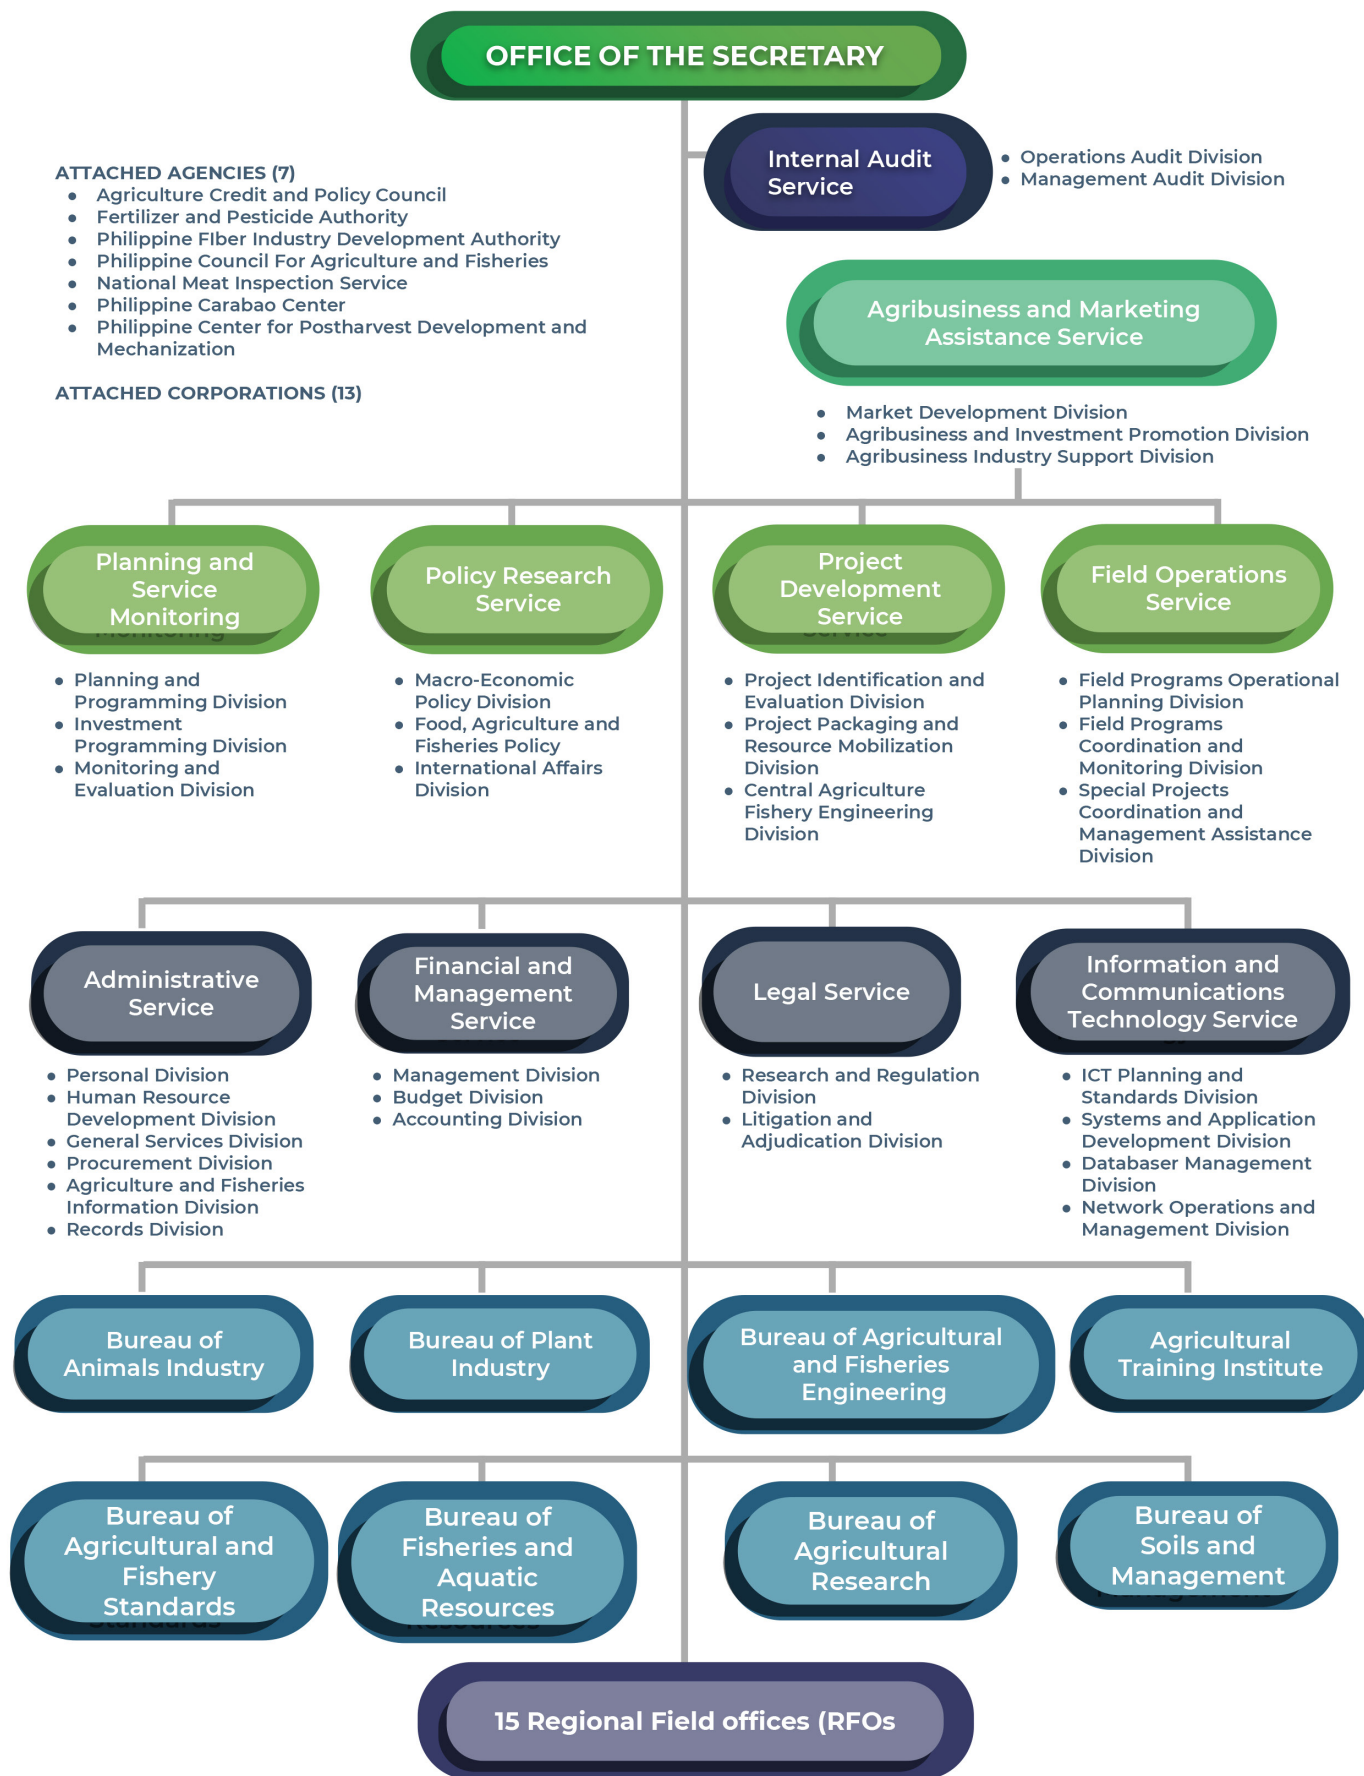 OFFICE OF THE SECRETARY
Internal Audit
Service
• Operations Audit Division
• Management Audit Division
ATTACHED AGENCIES (7)
• Agriculture Credit and Policy Council
• Fertilizer and Pesticide Authority
• Philippine FIber Industry Development Authority
• Philippine Council For Agriculture and Fisheries
• National Meat Inspection Service
• Philippine Carabao Center
• Philippine Center for Postharvest Development and
Mechanization
ATTACHED CORPORATIONS (13)
Agribusiness and Marketing
Assistance Service
• Market Development Division
• Agribusiness and Investment Promotion Division
• Agribusiness Industry Support Division
Planning and
Service
Monitoring
• Planning and
Programming Division
• Investment
Programming Division
• Monitoring and
Evaluation Division
Policy Research
Service
• Macro-Economic
Policy Division
• Food, Agriculture and
Fisheries Policy
• International Affairs
Division
Project
Development
Service
• Project Identification and
Evaluation Division
• Project Packaging and
Resource Mobilization
Division
• Central Agriculture
Fishery Engineering
Division
Field Operations
Service
• Field Programs Operational
Planning Division
• Field Programs
Coordination and
Monitoring Division
• Special Projects
Coordination and
Management Assistance
Division
Administrative
Service
• Personal Division
• Human Resource
Development Division
• General Services Division
• Procurement Division
• Agriculture and Fisheries
Information Division
• Records Division
Financial and
Management
Service
• Management Division
• Budget Division
• Accounting Division
Legal Service
• Research and Regulation
Division
• Litigation and
Adjudication Division
Information and
Communications
Technology Service
• ICT Planning and
Standards Division
• Systems and Application
Development Division
• Databaser Management
Division
• Network Operations and
Management Division
Bureau of
Animals Industry
Bureau of Plant
Industry
Bureau of Agricultural
and Fisheries
Engineering
Agricultural
Training Institute
Bureau of
Agricultural and
Fishery
Standards
Bureau of
Fisheries and
Aquatic
Resources
Bureau of
Agricultural
Research
Bureau of
Soils and
Management
15 Regional Field offices (RFOs